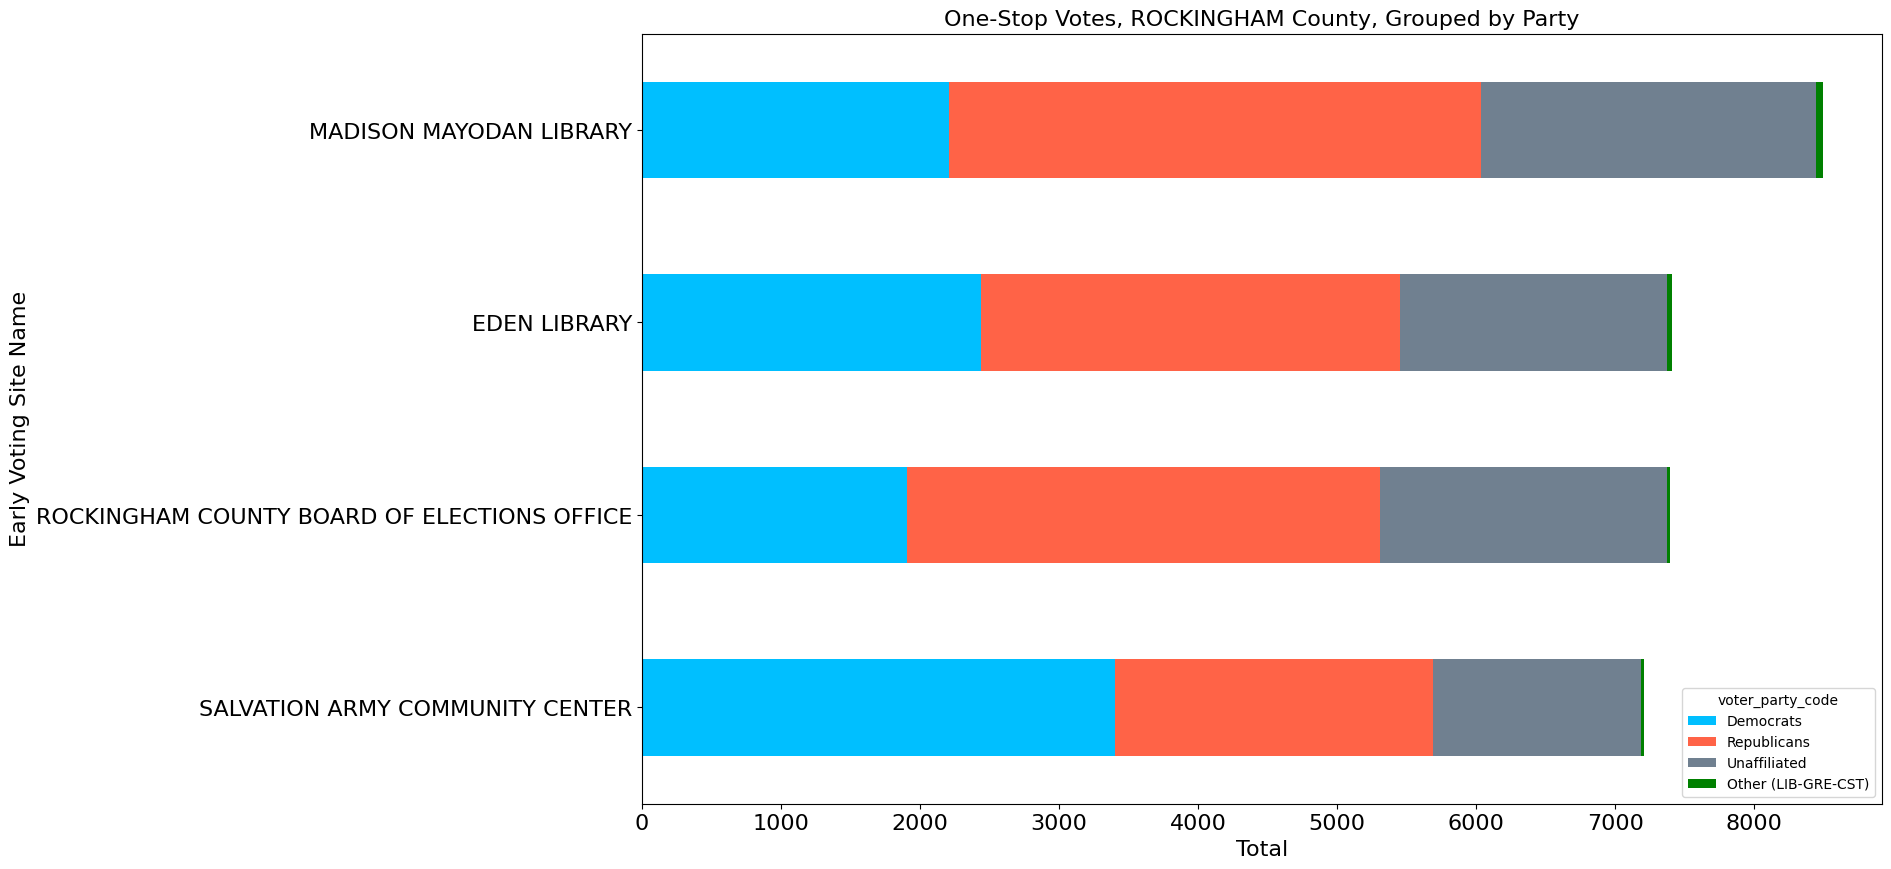 One-Stop Votes, ROCKINGHAM County, Grouped by Party
Early Voting Site Name
MADISON MAYODAN LIBRARY
EDEN LIBRARY
ROCKINGHAM COUNTY BOARD OF ELECTIONS OFFICE
SALVATION ARMY COMMUNITY CENTER
voter_party_code
Democrats
Republicans
Unaffiliated
Other (LIB-GRE-CST)
0 1000 2000 3000 4000 5000 6000 7000 8000
Total